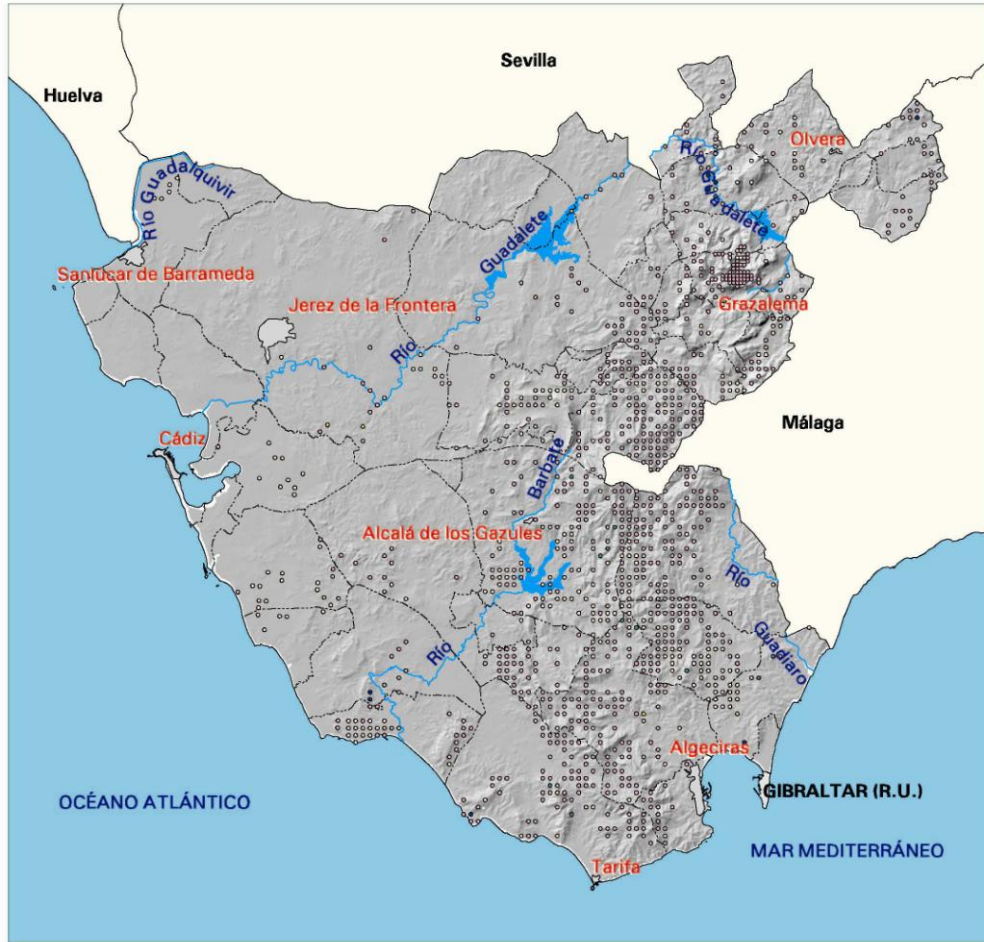 Sevilla
Huelva
Olvera
Río Guadalquivir
Río Guadalete
Guadalete
Sanlúcar de Barrameda
Jerez de la Frontera
Grazalema
Río
Málaga
Cádiz
Barbate
Alcalá de los Gazules
Río
Guadiaro
Río
Algeciras
OCÉANO ATLÁNTICO
GIBRALTAR (R.U.)
MAR MEDITERRÁNEO
Tarifa